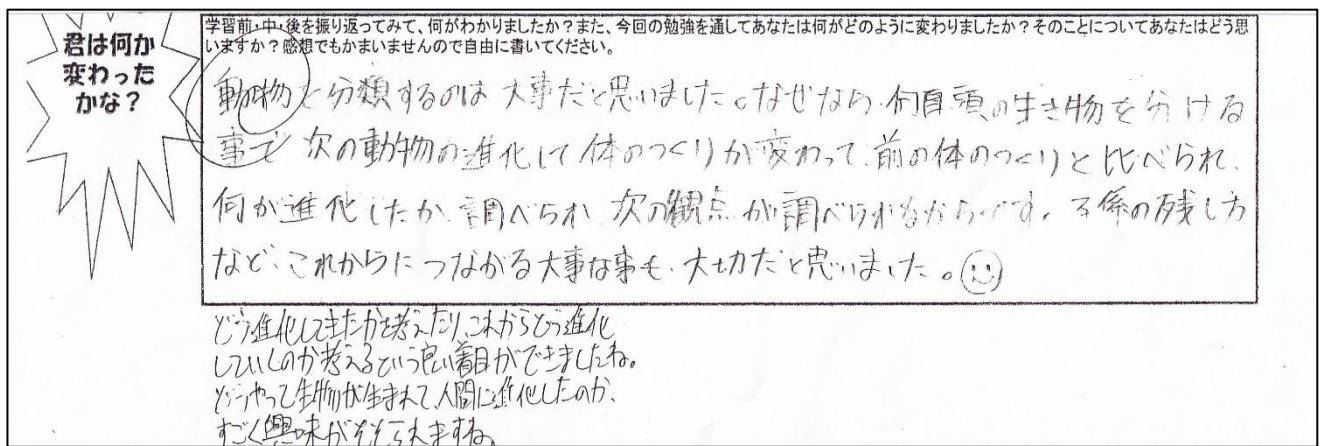 君は何か
変わった
かな？
学習前・中・後を振り返ってみて、何がわかりましたか？また、今回の勉強を通してあなたは何がどのように変わりましたか？そのことについてあなたはどう思
いますか？感想でもかまいませんので自由に書いてください。
動物を分類するのは大事だと思いました。なぜなら、何百頭の生き物を分ける
事で次の動物の進化して体のつくりが変わって、前の体のつくりと比べられ、
何が進化したか、調べられ、次の観点が調べられるからです。子孫の残し方
など、これからにつながる大事な事も、大切だと思いました。
どう進化してきたかを考えたり、これからどう進化
していくのか考えるという良い着目ができましたね。
どうやって生物が生まれて人間に進化したのか、
すごく興味がそそられますね。